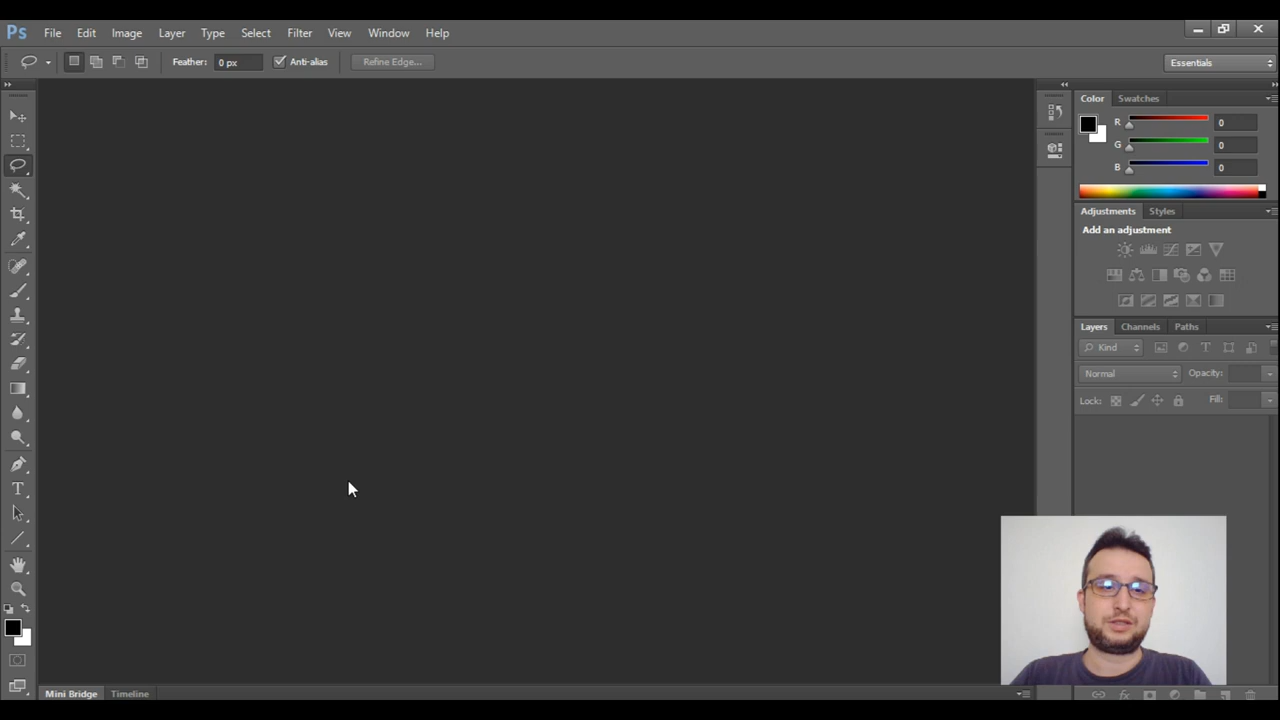 Ps File Edit Image Layer Type Select Filter View Window Help
Feather: 0 px Anti-alias Refine Edge... Essentials
Color Swatches
R 0
G 0
B 0
Adjustments Styles
Add an adjustment
Layers Channels Paths
Kind
Normal Opacity:
Lock: Fill:
T
Mini Bridge Timeline
fx